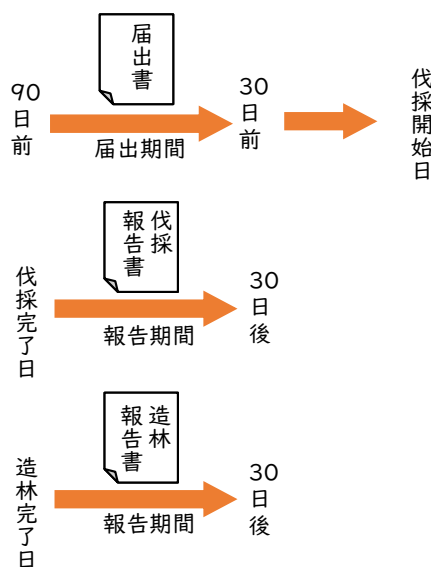 90日前
届出書
届出期間
30日前
伐採開始日
伐採完了日
伐採
報告書
報告期間
30日後
造林完了日
造林
報告書
報告期間
30日後